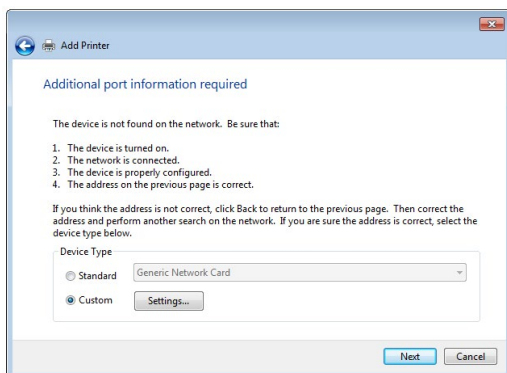 Add Printer
Additional port information required
The device is not found on the network. Be sure that:
1. The device is turned on.
2. The network is connected.
3. The device is properly configured.
4. The address on the previous page is correct.
If you think the address is not correct, click Back to return to the previous page. Then correct the
address and perform another search on the network. If you are sure the address is correct, select the
device type below.
Device Type
Standard Generic Network Card
Custom Settings...
Next Cancel